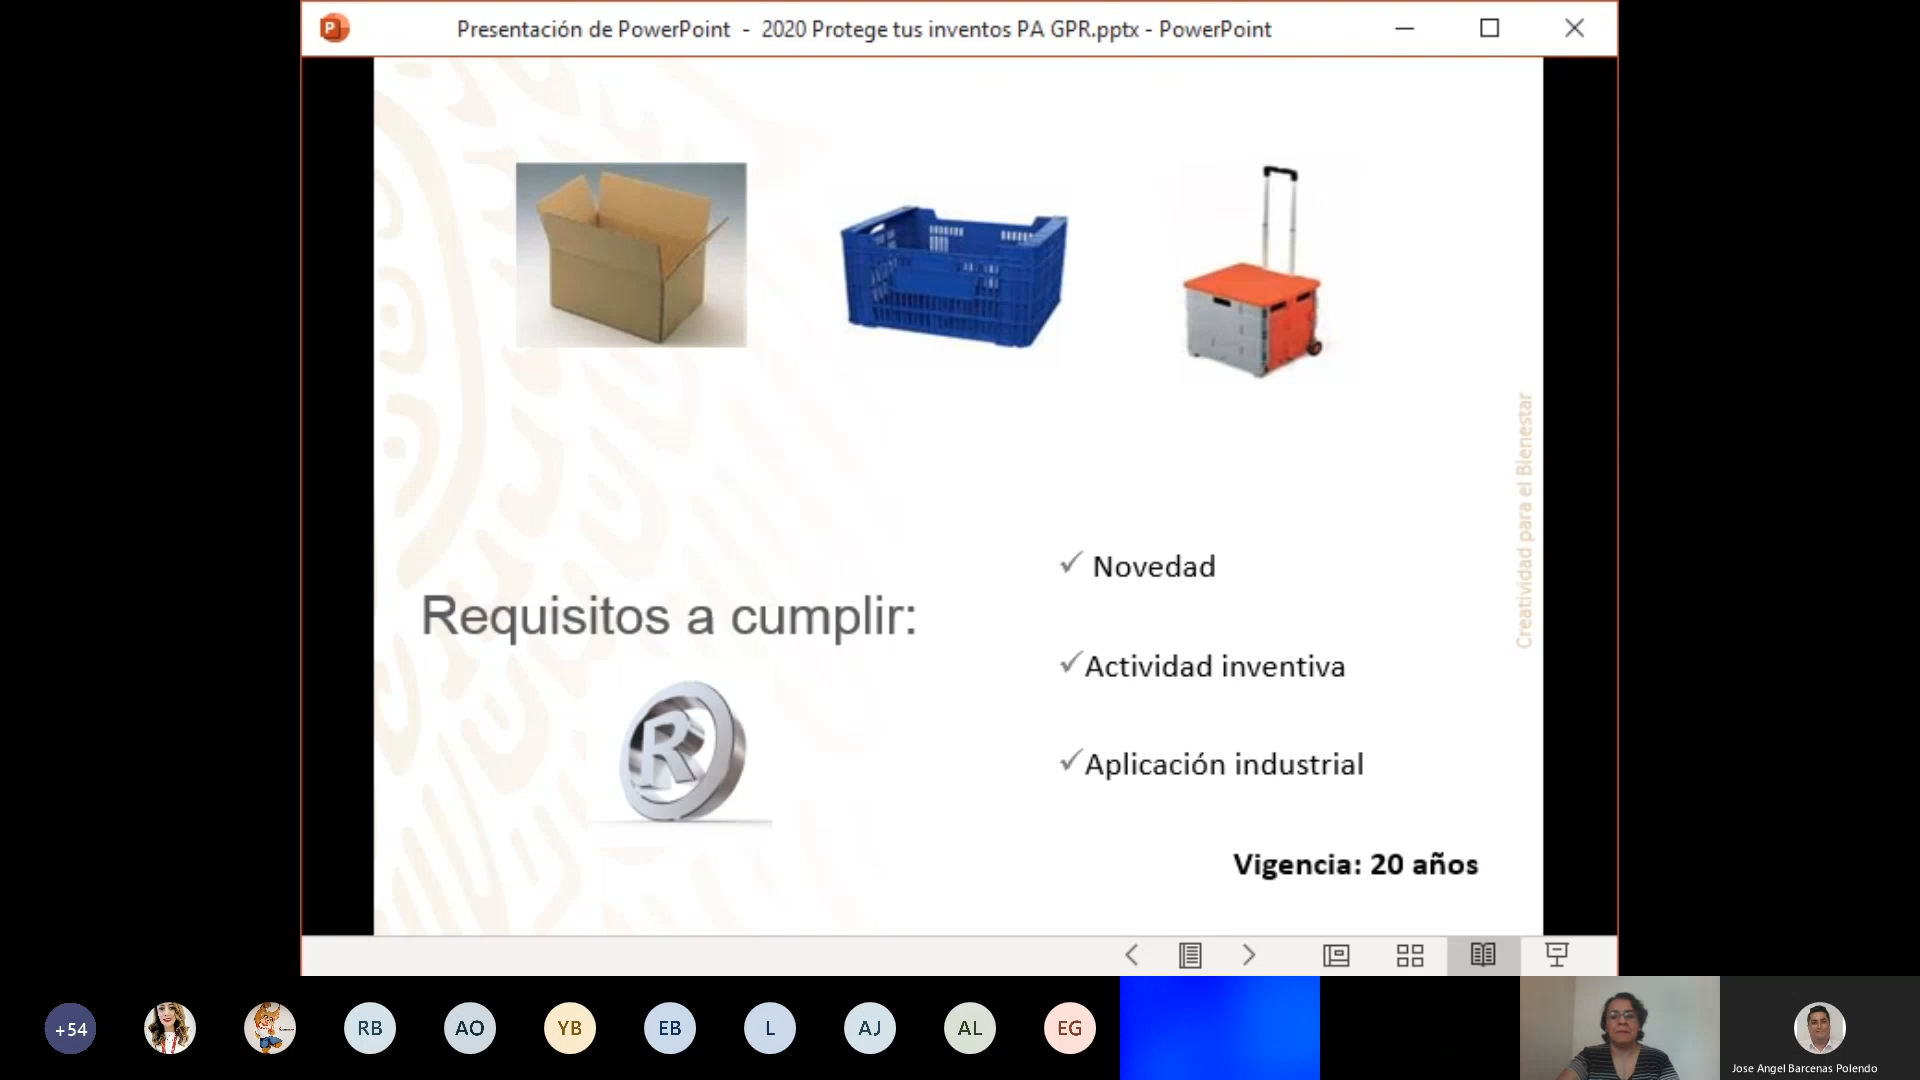 Presentación de PowerPoint - 2020 Protege tus inventos PA GPR.pptx - PowerPoint
Creatividad para el Bienestar
Requisitos a cumplir:
✓ Novedad
✓Actividad inventiva
✓Aplicación industrial
R
Vigencia: 20 años
+54
RB
AO
YB
EB
L
AJ
AL
EG
Jose Angel Barcenas Polendo